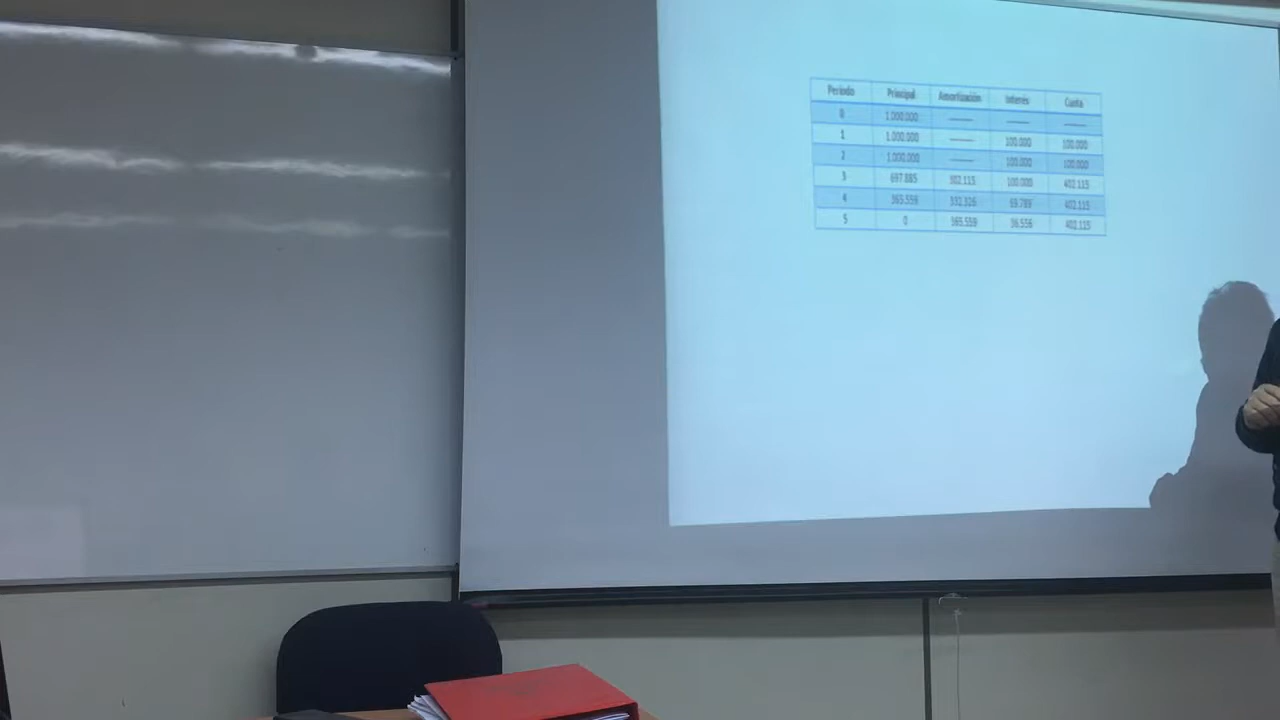 Periodo Principal Amortización Interés Cuota
0 1.000.000 —— —— ——
1 1.000.000 —— 100.000 100.000
2 1.000.000 —— 100.000 100.000
3 697.885 302.115 100.000 402.115
4 365.559 332.326 69.789 402.115
5 0 365.559 36.556 402.115